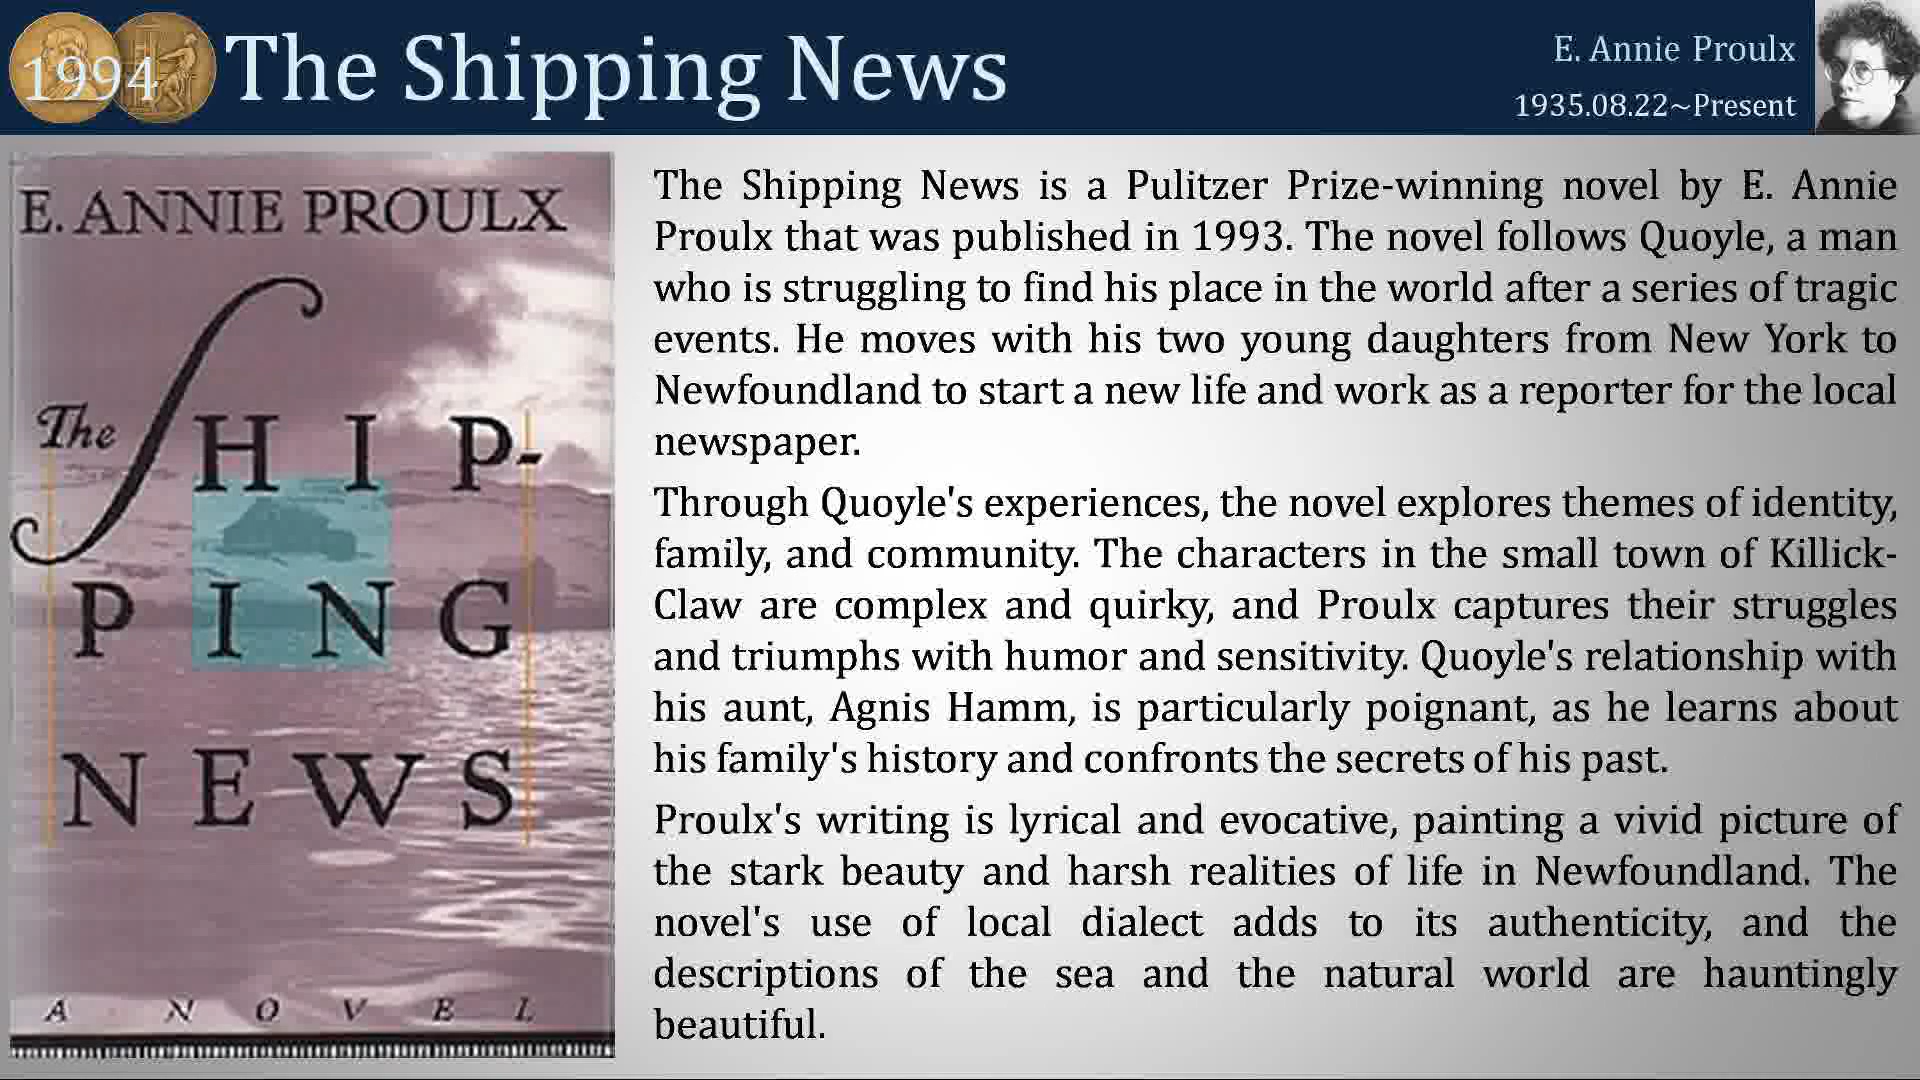 1994
The Shipping News
E. Annie Proulx
1935.08.22~Present
E. ANNIE PROULX
The
SHIP-
PING
NEWS
A NOVEL
The Shipping News is a Pulitzer Prize-winning novel by E. Annie
Proulx that was published in 1993. The novel follows Quoyle, a man
who is struggling to find his place in the world after a series of tragic
events. He moves with his two young daughters from New York to
Newfoundland to start a new life and work as a reporter for the local
newspaper.
Through Quoyle's experiences, the novel explores themes of identity,
family, and community. The characters in the small town of Killick-
Claw are complex and quirky, and Proulx captures their struggles
and triumphs with humor and sensitivity. Quoyle's relationship with
his aunt, Agnis Hamm, is particularly poignant, as he learns about
his family's history and confronts the secrets of his past.
Proulx's writing is lyrical and evocative, painting a vivid picture of
the stark beauty and harsh realities of life in Newfoundland. The
novel's use of local dialect adds to its authenticity, and the
descriptions of the sea and the natural world are hauntingly
beautiful.